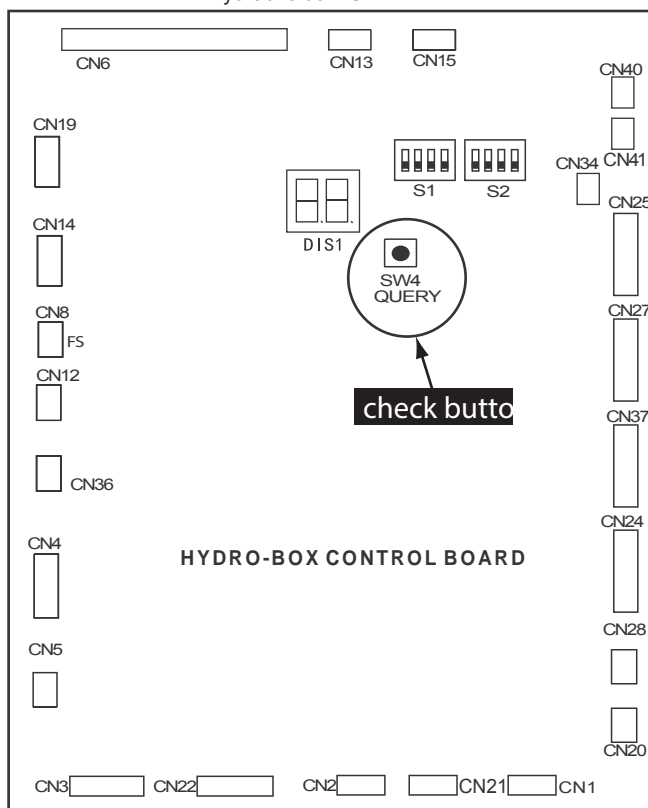 CN6
CN13
CN15
CN40
CN19
CN41
CN34
S1
S2
CN25
CN14
DIS1
SW4
QUERY
CN8
FS
CN27
CN12
check butto
CN37
CN36
CN24
CN4
HYDRO-BOX CONTROL BOARD
CN28
CN5
CN20
CN3
CN22
CN2
CN21
CN1